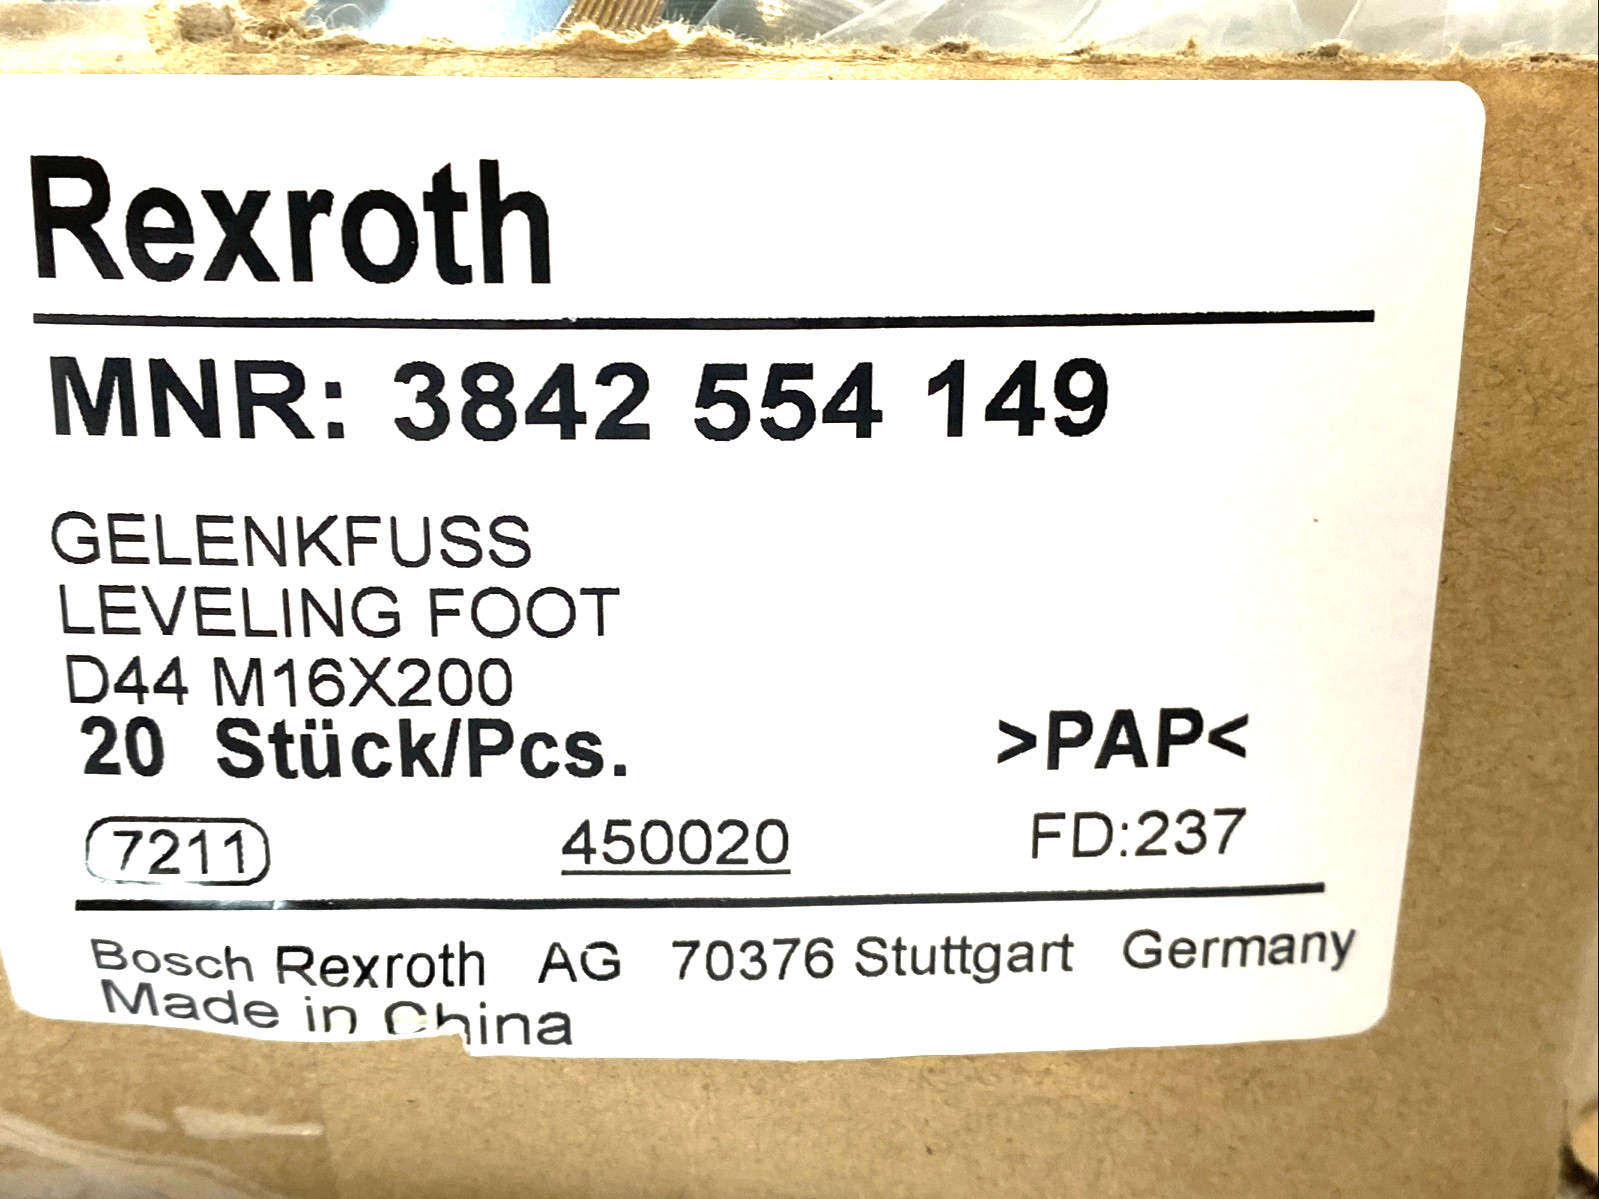 Rexroth
MNR: 3842 554 149
GELENKFUSS
LEVELING FOOT
D44 M16X200
20 Stück/Pcs. >PAP<
7211 450020 FD:237
Bosch Rexroth AG 70376 Stuttgart Germany
Made in China